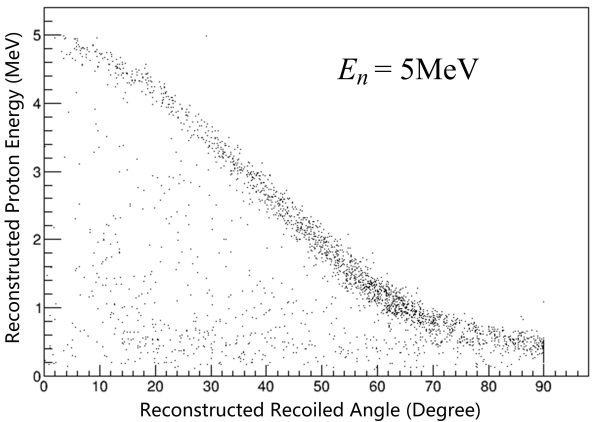 Eₙ = 5MeV
Reconstructed Proton Energy (MeV)
5
4
3
2
1
0
0 10 20 30 40 50 60 70 80 90
Reconstructed Recoiled Angle (Degree)